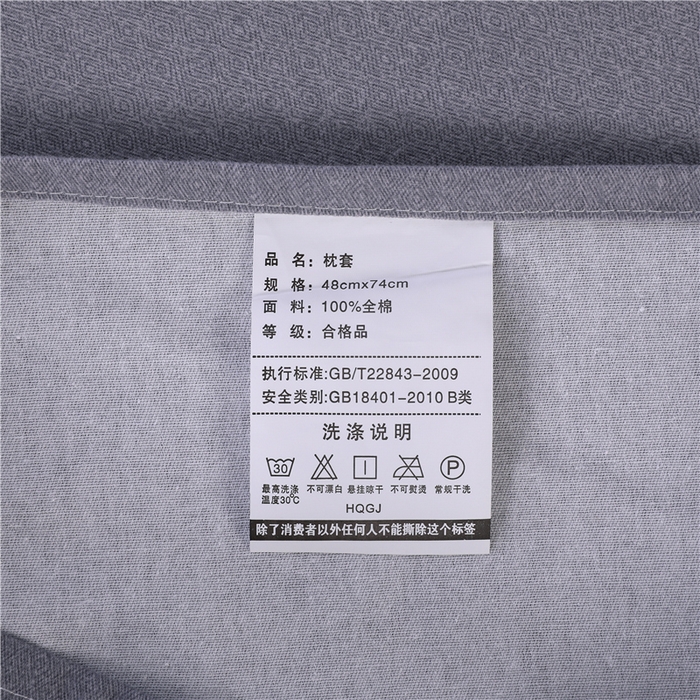 品 名：枕套
规 格：48cmx74cm
面 料：100%全棉
等 级：合格品
执行标准:GB/T22843-2009
安全类别:GB18401-2010 B类
洗涤说明
30 P
最高洗涤 不可漂白 悬挂晾干 不可熨烫 常规干洗
温度30℃
HQGJ
除了消费者以外任何人不能撕除这个标签